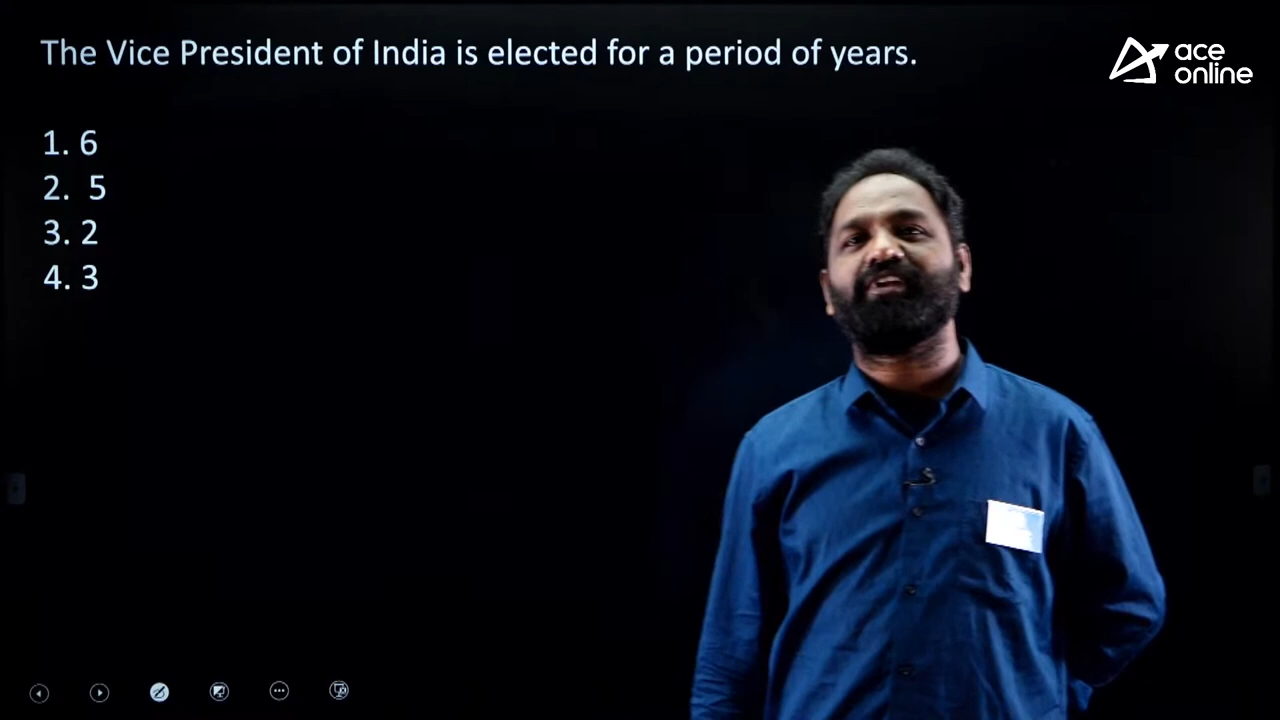 The Vice President of India is elected for a period of years.
ace
online
1. 6
2. 5
3. 2
4. 3